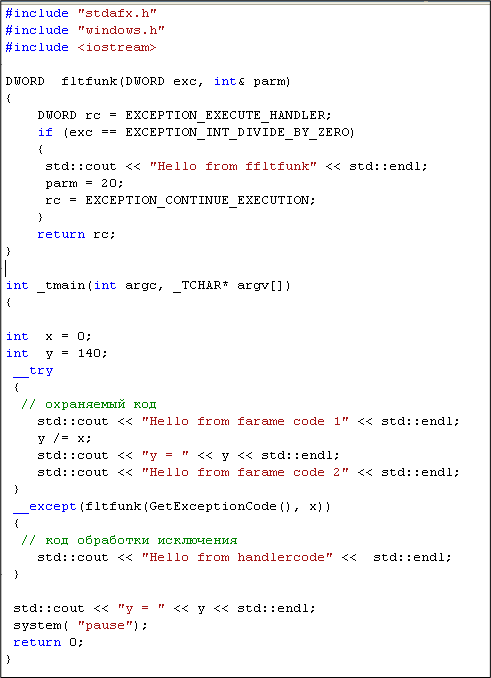 #include "stdafx.h"
#include "windows.h"
#include <iostream>

DWORD  fltfunk(DWORD exc, int& parm)
{
    DWORD rc = EXCEPTION_EXECUTE_HANDLER;
    if (exc == EXCEPTION_INT_DIVIDE_BY_ZERO)
    {
     std::cout << "Hello from ffltfunk" << std::endl;
     parm = 20;
     rc = EXCEPTION_CONTINUE_EXECUTION;
    }
    return rc;
}

int _tmain(int argc, _TCHAR* argv[])
{

int  x = 0;
int  y = 140;
 __try
 {
  // охраняемый код
    std::cout << "Hello from farame code 1" << std::endl;
    y /= x;
    std::cout << "y = " << y << std::endl;
    std::cout << "Hello from farame code 2" << std::endl;
 }
 __except(fltfunk(GetExceptionCode(), x))
 {
  // код обработки исключения
    std::cout << "Hello from handlercode" <<  std::endl;
 }

 std::cout << "y = " << y << std::endl;
 system( "pause");
 return 0;
}